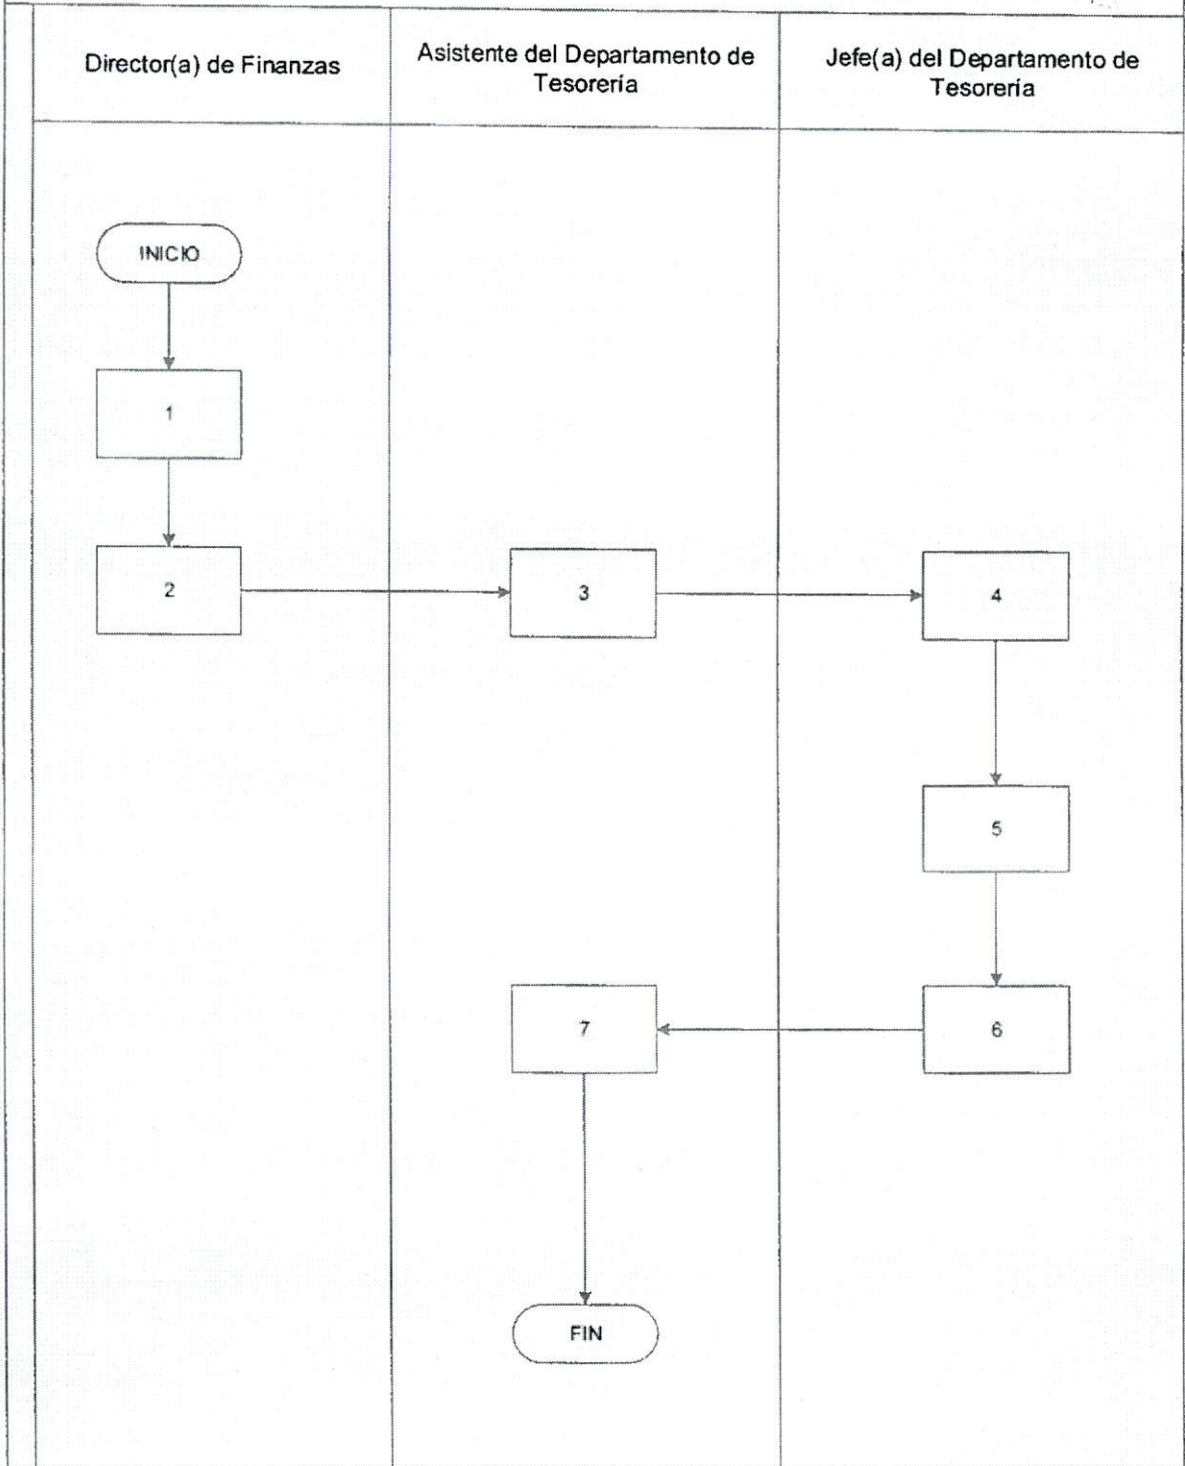 Director(a) de Finanzas
Asistente del Departamento de
Tesorería
Jefe(a) del Departamento de
Tesorería
INICIO
1
2
3
4
5
6
7
FIN